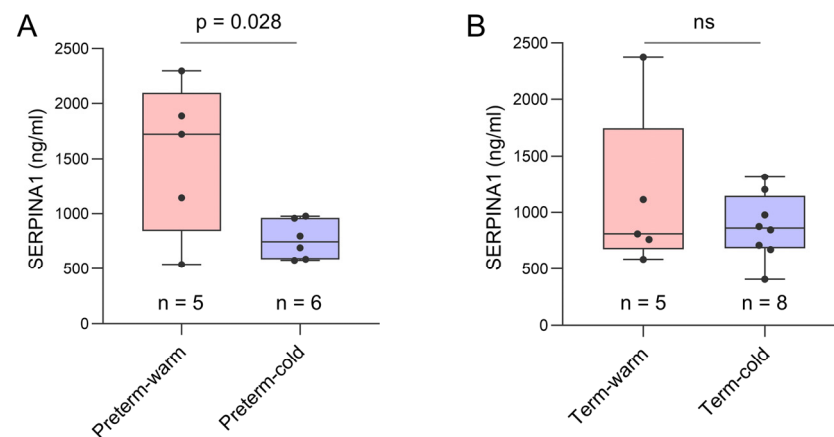 A
p = 0.028
SERPINA1 (ng/ml)
2500
2000
1500
1000
500
0
n = 5
n = 6
Preterm-warm
Preterm-cold
B
ns
SERPINA1 (ng/ml)
2500
2000
1500
1000
500
0
n = 5
n = 8
Term-warm
Term-cold